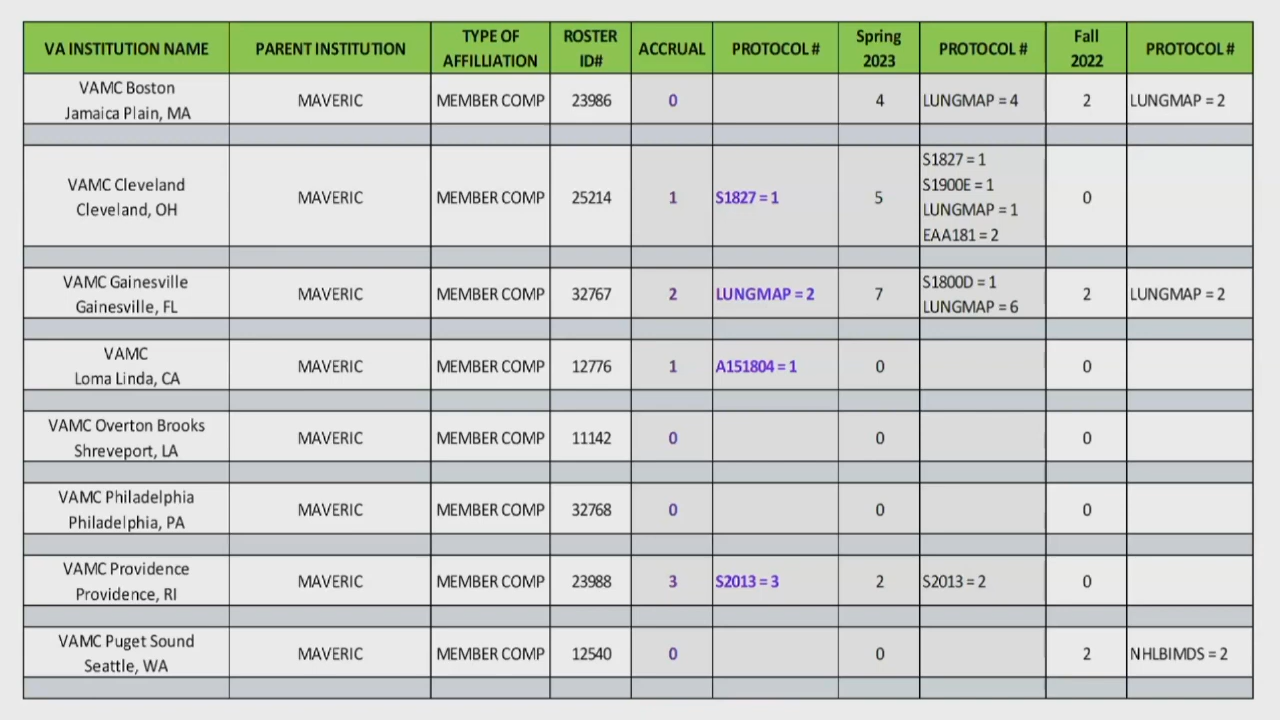 VA INSTITUTION NAME PARENT INSTITUTION TYPE OF AFFILLIATION ROSTER ID# ACCRUAL PROTOCOL # Spring 2023 PROTOCOL # Fall 2022 PROTOCOL #
VAMC Boston
Jamaica Plain, MA MAVERIC MEMBER COMP 23986 0 4 LUNGMAP = 4 2 LUNGMAP = 2
VAMC Cleveland
Cleveland, OH MAVERIC MEMBER COMP 25214 1 S1827 = 1 5 S1827 = 1
S1900E = 1
LUNGMAP = 1
EAA181 = 2 0
VAMC Gainesville
Gainesville, FL MAVERIC MEMBER COMP 32767 2 LUNGMAP = 2 7 S1800D = 1
LUNGMAP = 6 2 LUNGMAP = 2
VAMC
Loma Linda, CA MAVERIC MEMBER COMP 12776 1 A151804 = 1 0 0
VAMC Overton Brooks
Shreveport, LA MAVERIC MEMBER COMP 11142 0 0 0
VAMC Philadelphia
Philadelphia, PA MAVERIC MEMBER COMP 32768 0 0 0
VAMC Providence
Providence, RI MAVERIC MEMBER COMP 23988 3 S2013 = 3 2 S2013 = 2 0
VAMC Puget Sound
Seattle, WA MAVERIC MEMBER COMP 12540 0 0 2 NHLBIMDS = 2